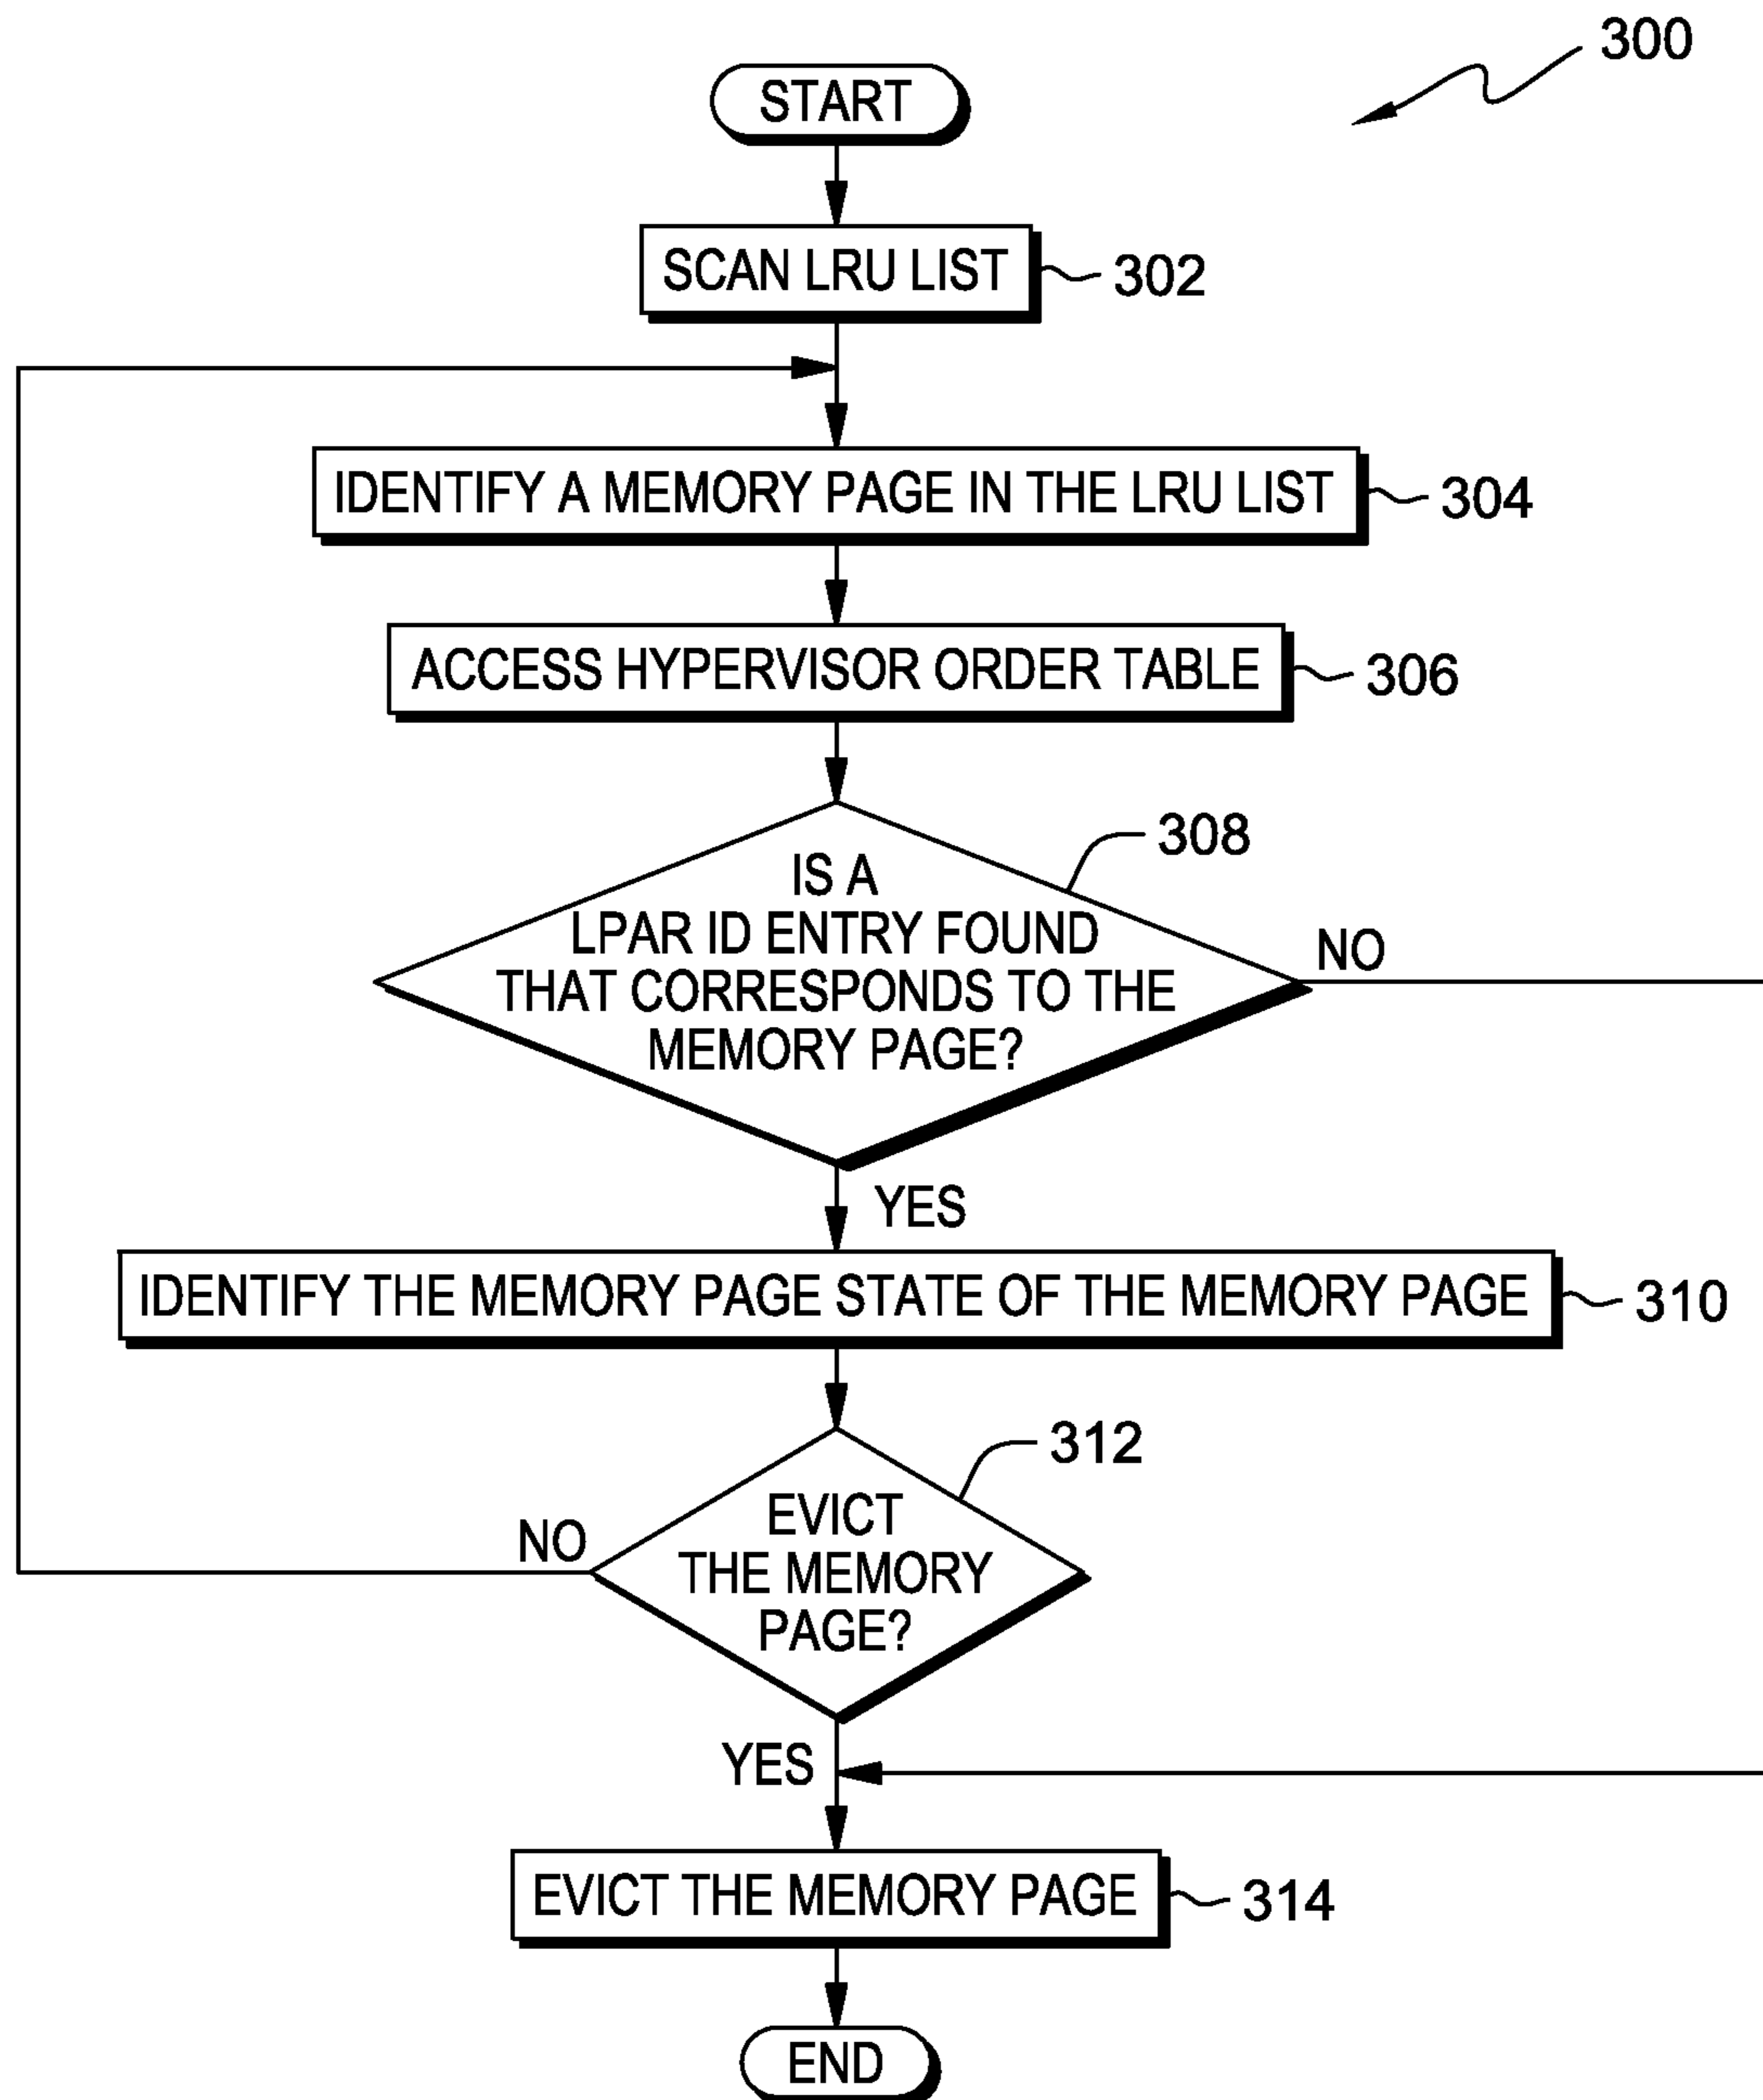 300
START
SCAN LRU LIST
302
IDENTIFY A MEMORY PAGE IN THE LRU LIST
304
ACCESS HYPERVISOR ORDER TABLE
306
308
IS A
LPAR ID ENTRY FOUND
THAT CORRESPONDS TO THE
MEMORY PAGE?
NO
YES
IDENTIFY THE MEMORY PAGE STATE OF THE MEMORY PAGE
310
312
EVICT
THE MEMORY
PAGE?
NO
YES
EVICT THE MEMORY PAGE
314
END